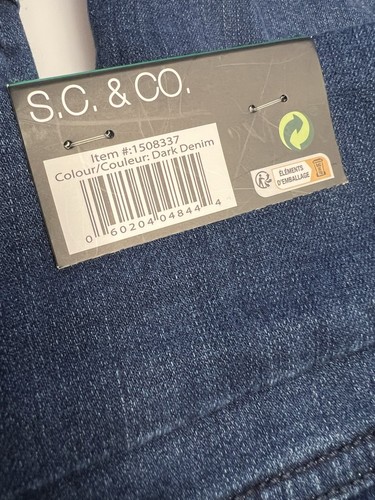 S.C. & CO.
Item #:1508337
Colour/Couleur: Dark Denim
0 60204 04844 4
ÉLÉMENTS
D'EMBALLAGE